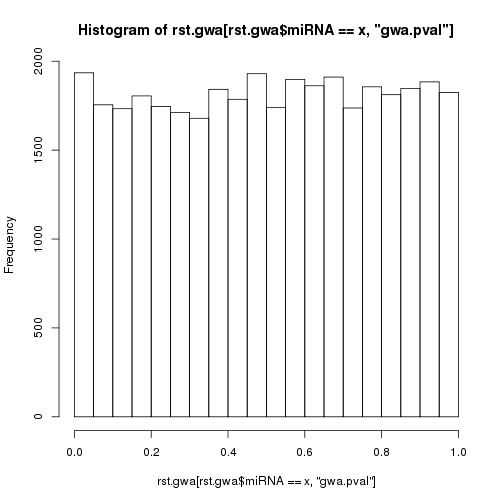 Histogram of rst.gwa[rst.gwa$miRNA == x, "gwa.pval"]
Frequency
2000
1500
1000
500
0
0.0 0.2 0.4 0.6 0.8 1.0
rst.gwa[rst.gwa$miRNA == x, "gwa.pval"]